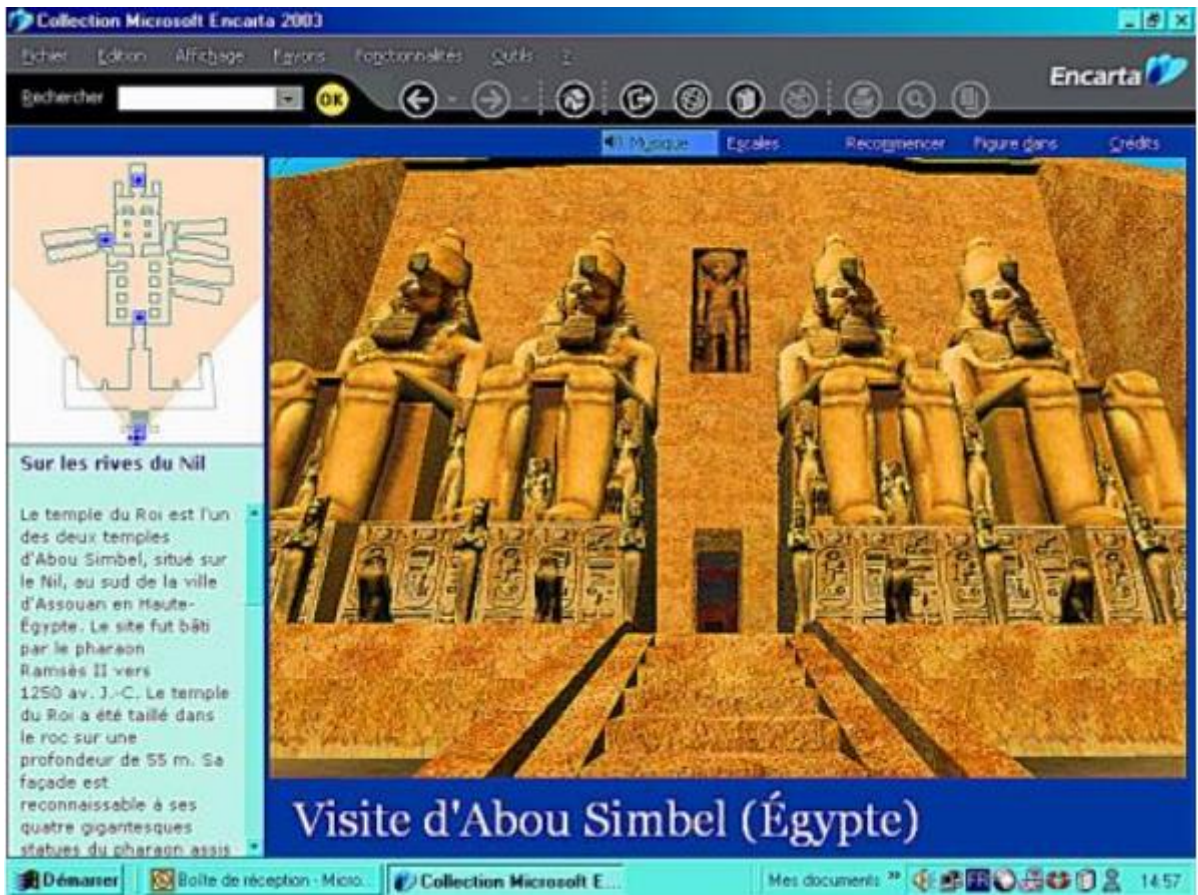 Collection Microsoft Encarta 2003
Fichier Edition Affichage Favoris Fonctionnalités Outils ?
Encarta
Rechercher OK
Musique Escales Recommencer Figure dans Crédits
Sur les rives du Nil
Le temple du Roi est l'un
des deux temples
d'Abou Simbel, situé sur
le Nil, au sud de la ville
d'Assouan en Haute-
Égypte. Le site fut bâti
par le pharaon
Ramsès II vers
1250 av. J.-C. Le temple
du Roi a été taillé dans
le roc sur une
profondeur de 55 m. Sa
façade est
reconnaissable à ses
quatre gigantesques
statues du pharaon assis
Visite d'Abou Simbel (Égypte)
Démarrer Boîte de réception - Micro... Collection Microsoft E... Mes documents » FR 14:57